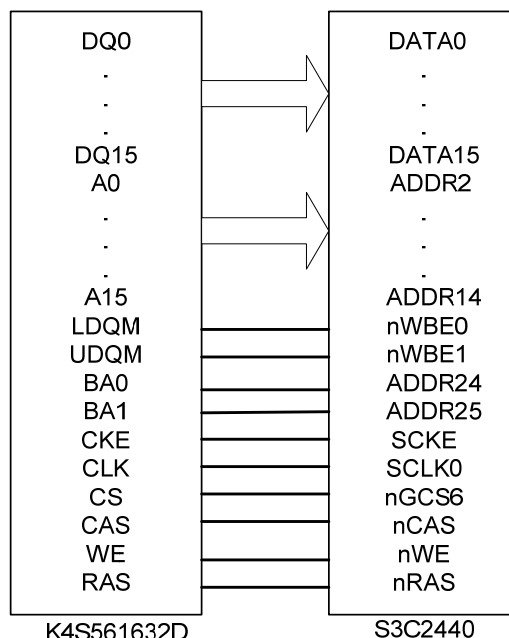 DQ0 DATA0
. .
. .
. .
DQ15 DATA15
A0 ADDR2
. .
. .
. .
A15 ADDR14
LDQM nWBE0
UDQM nWBE1
BA0 ADDR24
BA1 ADDR25
CKE SCKE
CLK SCLK0
CS nGCS6
CAS nCAS
WE nWE
RAS nRAS
K4S561632D S3C2440